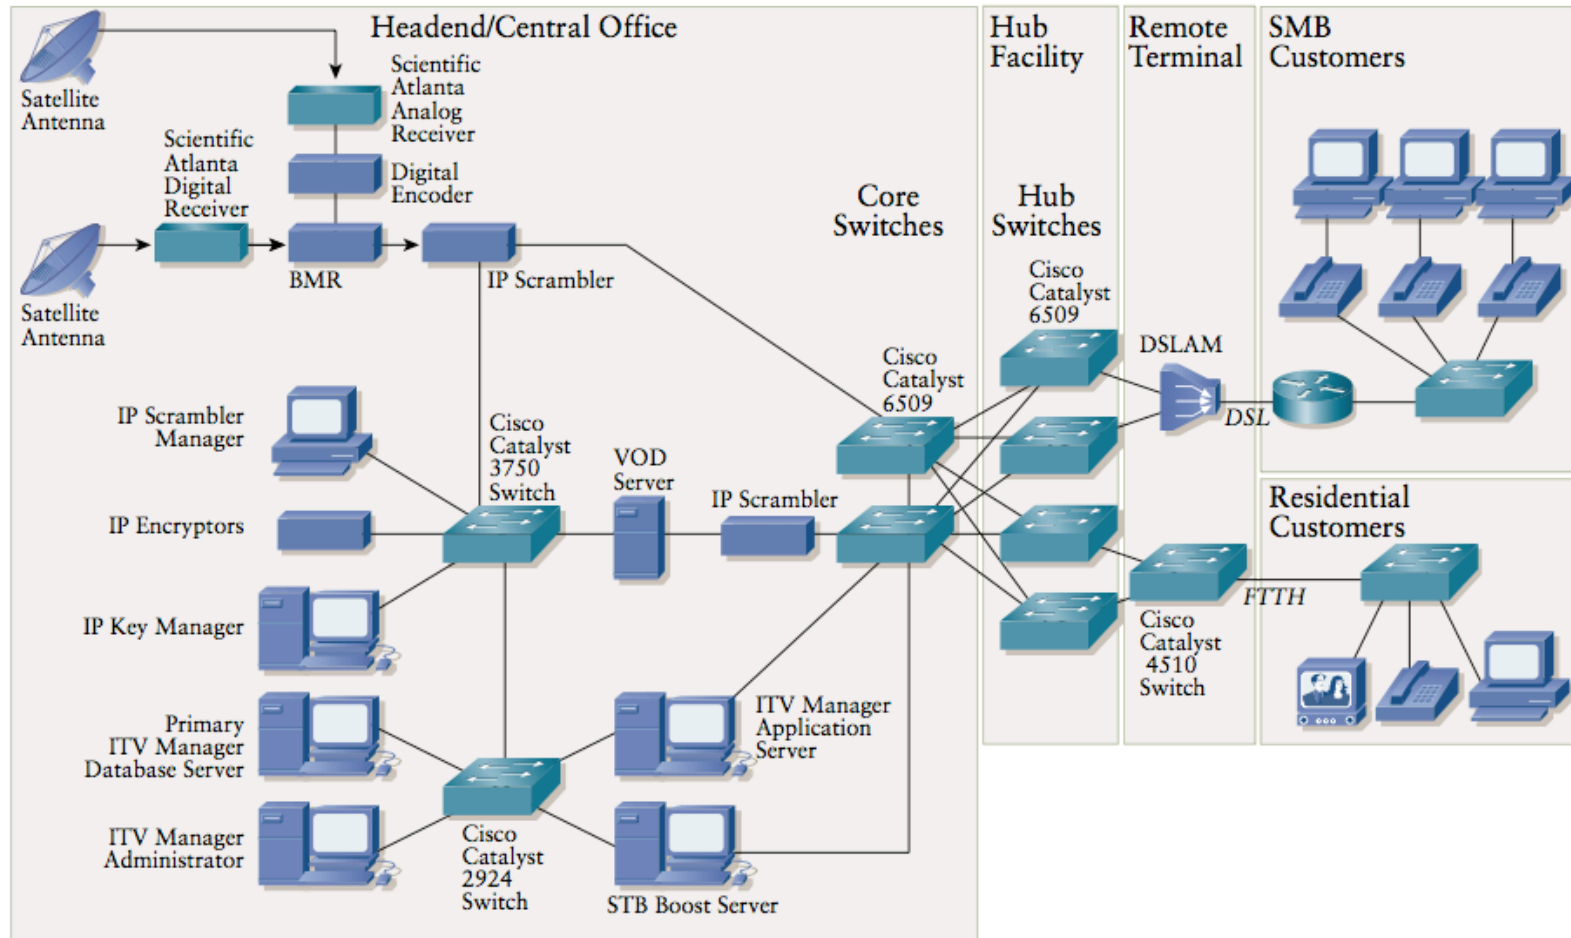 Headend/Central Office
Hub
Facility
Remote
Terminal
SMB
Customers
Satellite
Antenna
Scientific
Atlanta
Analog
Receiver
Scientific
Atlanta
Digital
Receiver
Digital
Encoder
Core
Switches
Hub
Switches
BMR
IP Scrambler
Satellite
Antenna
Cisco
Catalyst
6509
DSLAM
Cisco
Catalyst
6509
DSL
IP Scrambler
Manager
Cisco
Catalyst
3750
Switch
VOD
Server
IP Scrambler
IP Encryptors
Residential
Customers
FTTH
IP Key Manager
Cisco
Catalyst
4510
Switch
Primary
ITV Manager
Database Server
ITV Manager
Application
Server
ITV Manager
Administrator
Cisco
Catalyst
2924
Switch
STB Boost Server